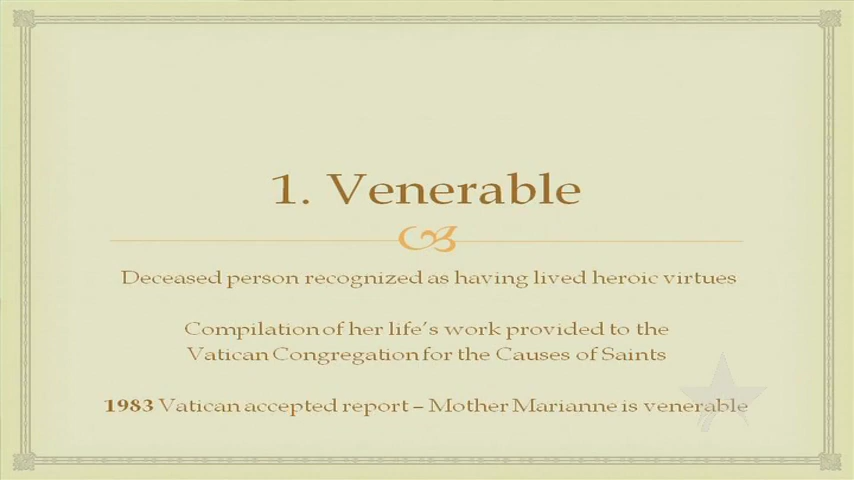 1. Venerable
Deceased person recognized as having lived heroic virtues
Compilation of her life's work provided to the
Vatican Congregation for the Causes of Saints
1983 Vatican accepted report – Mother Marianne is venerable